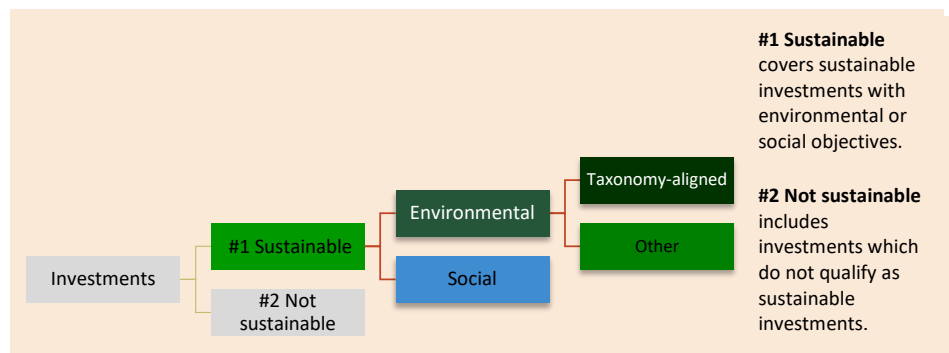 Investments
#1 Sustainable
#2 Not
sustainable
Environmental
Social
Taxonomy-aligned
Other
#1 Sustainable
covers sustainable
investments with
environmental or
social objectives.
#2 Not sustainable
includes
investments which
do not qualify as
sustainable
investments.